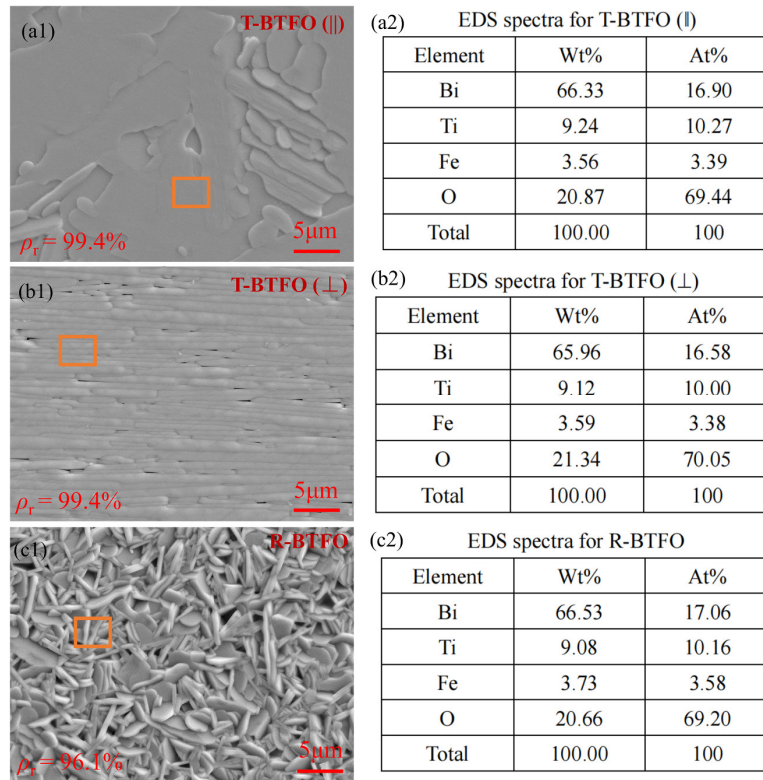 (a1)
T-BTFO (||)
ρr = 99.4%
5μm
(a2)
EDS spectra for T-BTFO (∥)
Element Wt% At%
Bi 66.33 16.90
Ti 9.24 10.27
Fe 3.56 3.39
O 20.87 69.44
Total 100.00 100
(b1)
T-BTFO (⊥)
ρr = 99.4%
5μm
(b2)
EDS spectra for T-BTFO (⊥)
Element Wt% At%
Bi 65.96 16.58
Ti 9.12 10.00
Fe 3.59 3.38
O 21.34 70.05
Total 100.00 100
(c1)
R-BTFO
ρr = 96.1%
5μm
(c2)
EDS spectra for R-BTFO
Element Wt% At%
Bi 66.53 17.06
Ti 9.08 10.16
Fe 3.73 3.58
O 20.66 69.20
Total 100.00 100